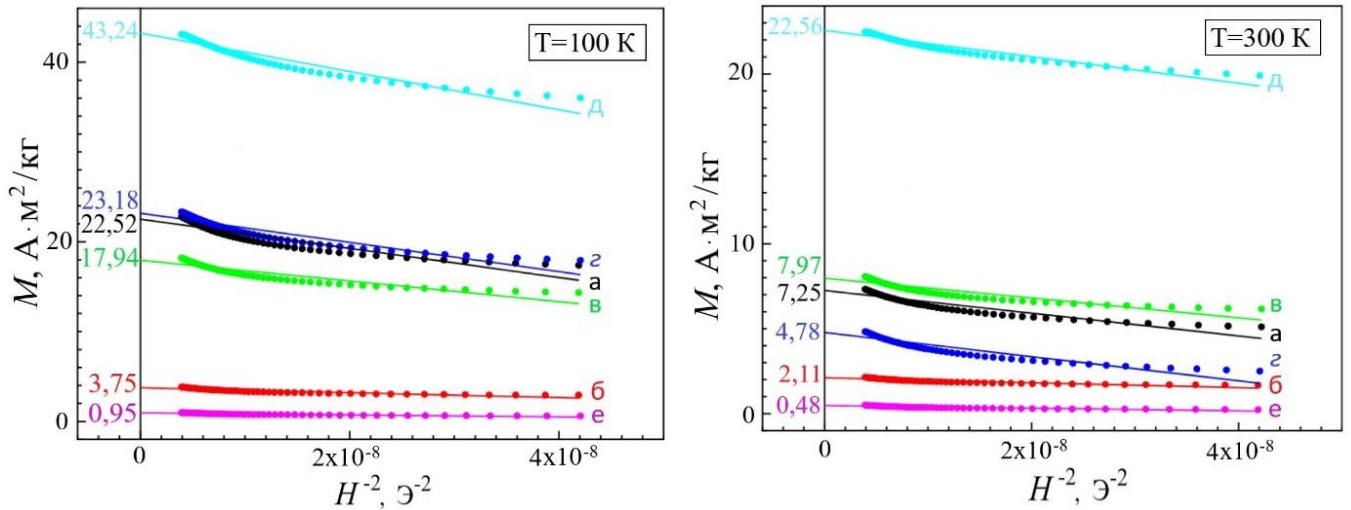 43,24
T=100 К
40
д
M, А·м²/кг
23,18
22,52
20
17,94
г
а
в
3,75
б
0,95
0
е
0
2x10⁻⁸
4x10⁻⁸
H⁻², Э⁻²
22,56
T=300 К
20
д
M, А·м²/кг
10
7,97
7,25
в
а
4,78
г
2,11
б
0,48
0
е
0
2x10⁻⁸
4x10⁻⁸
H⁻², Э⁻²